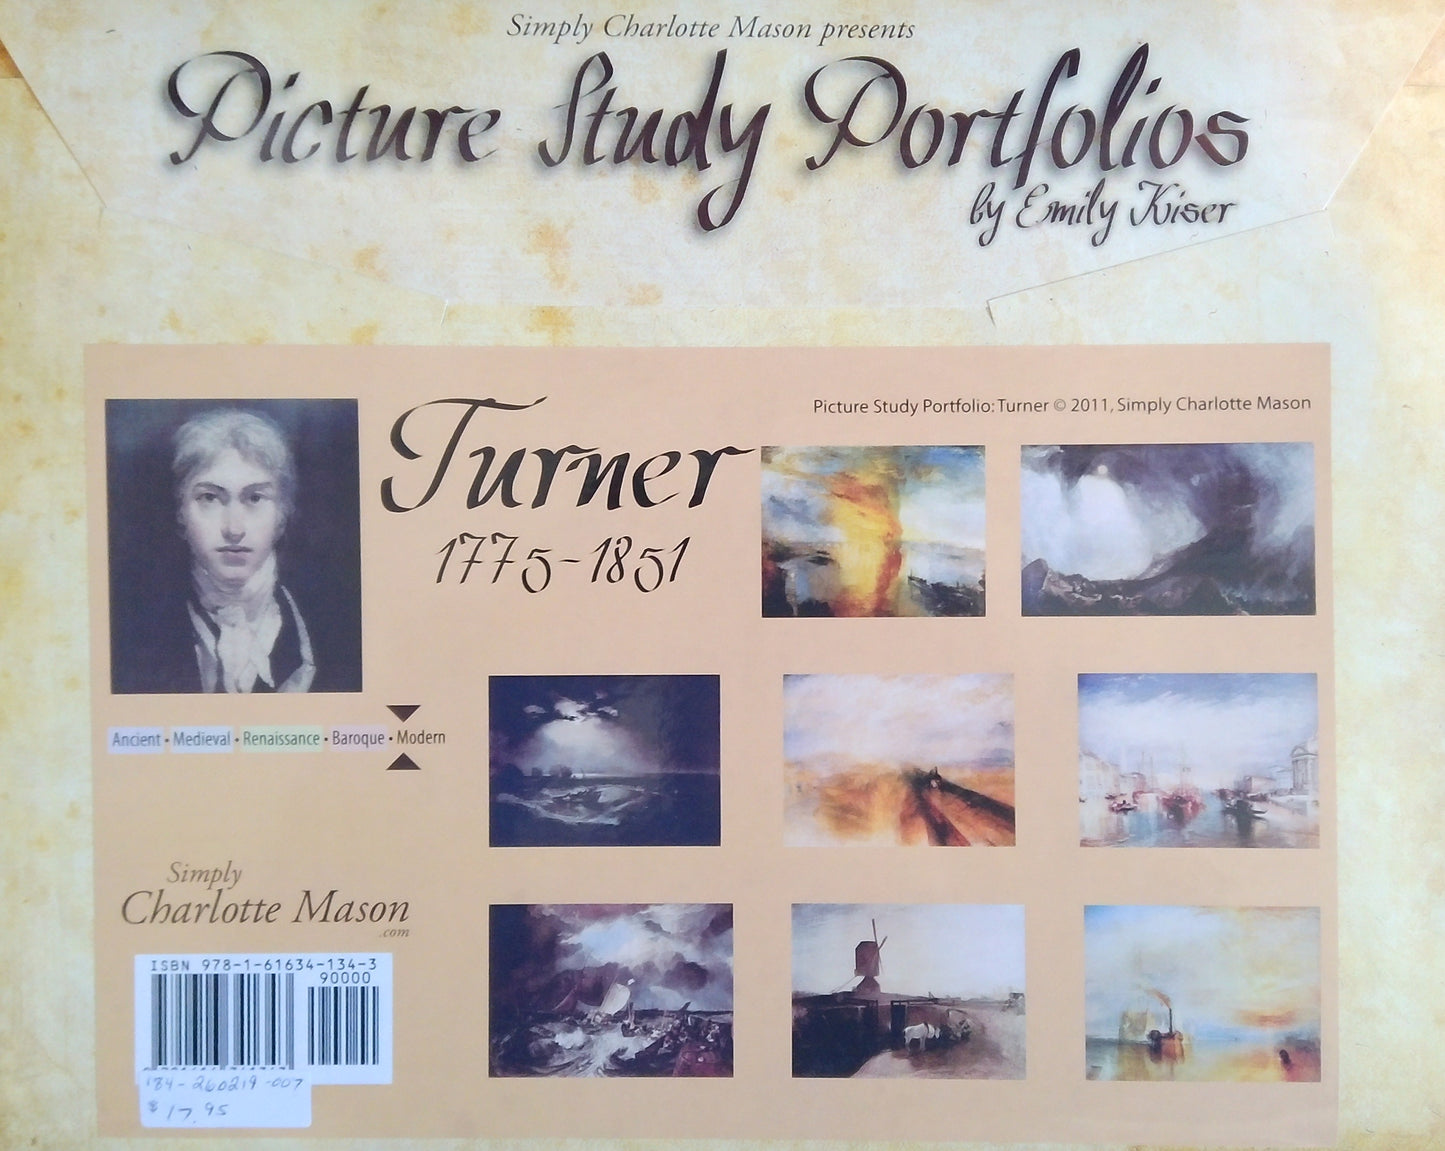 Simply Charlotte Mason presents
Picture Study Portfolios
by Emily Kiser
Turner
1775-1851
Picture Study Portfolio: Turner © 2011, Simply Charlotte Mason
Ancient • Medieval • Renaissance • Baroque • Modern
Simply
Charlotte Mason
.com
ISBN 978-1-61634-134-3
90000
184-260219-007
$17.95